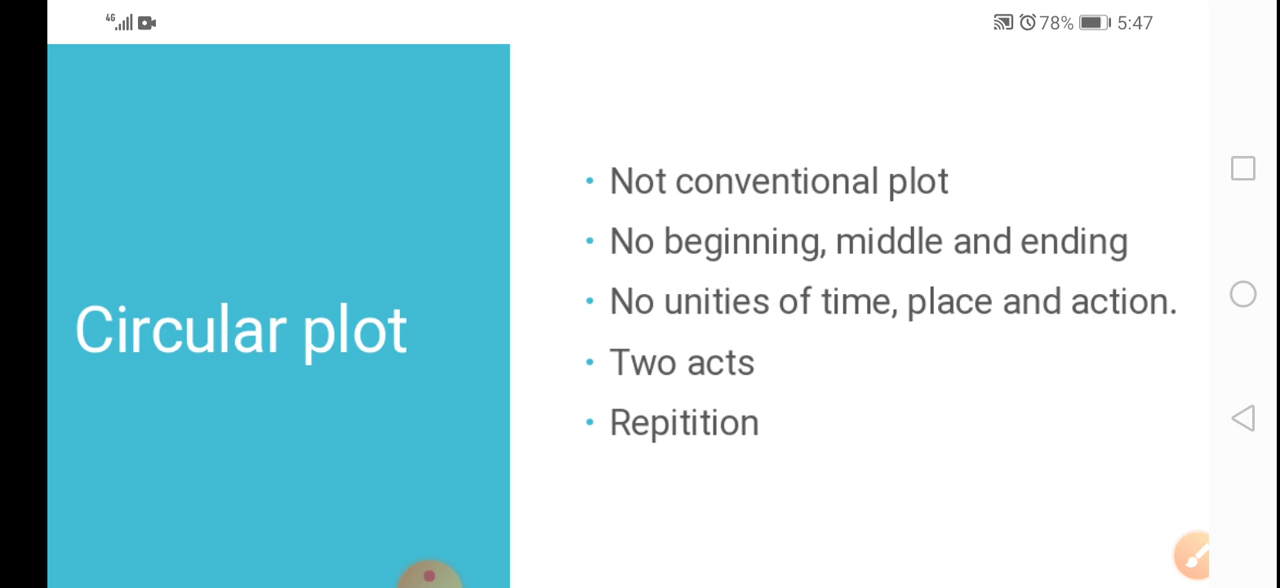 4G 78% 5:47
Circular plot
• Not conventional plot
• No beginning, middle and ending
• No unities of time, place and action.
• Two acts
• Repitition